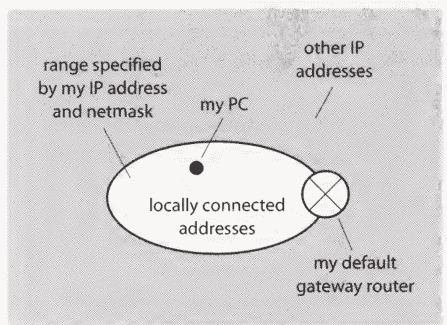 range specified
by my IP address
and netmask
my PC
other IP
addresses
locally connected
addresses
my default
gateway router